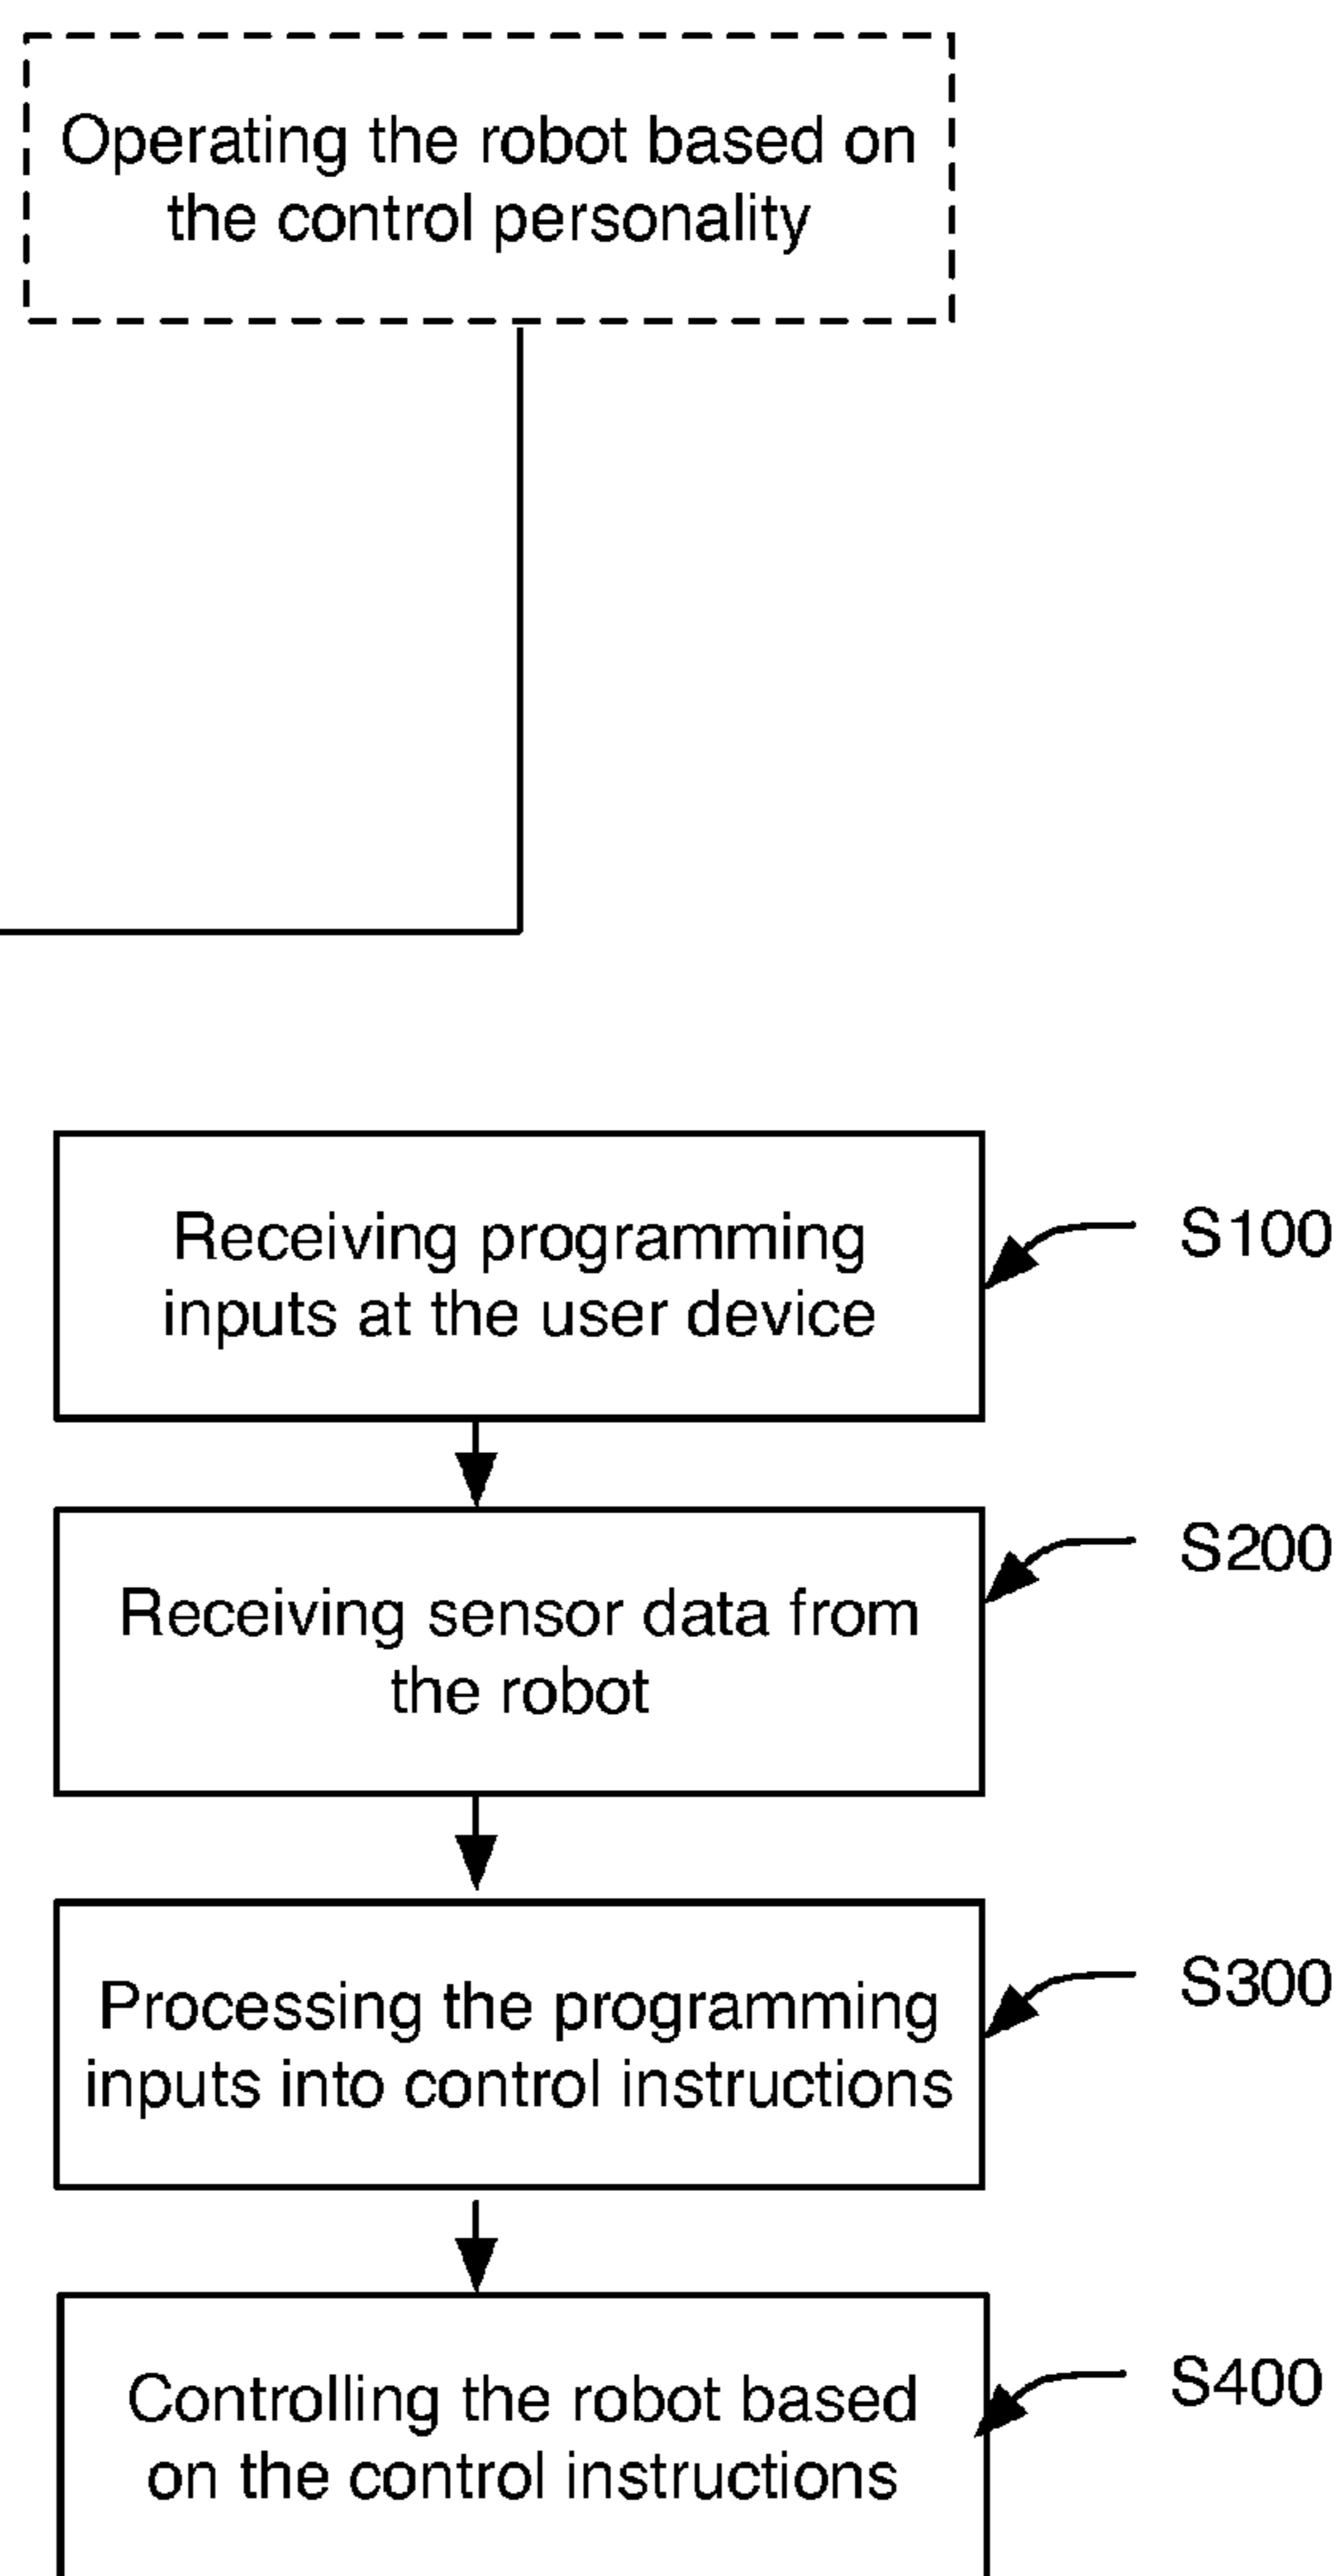 Operating the robot based on
the control personality
Receiving programming
inputs at the user device
S100
Receiving sensor data from
the robot
S200
Processing the programming
inputs into control instructions
S300
Controlling the robot based
on the control instructions
S400